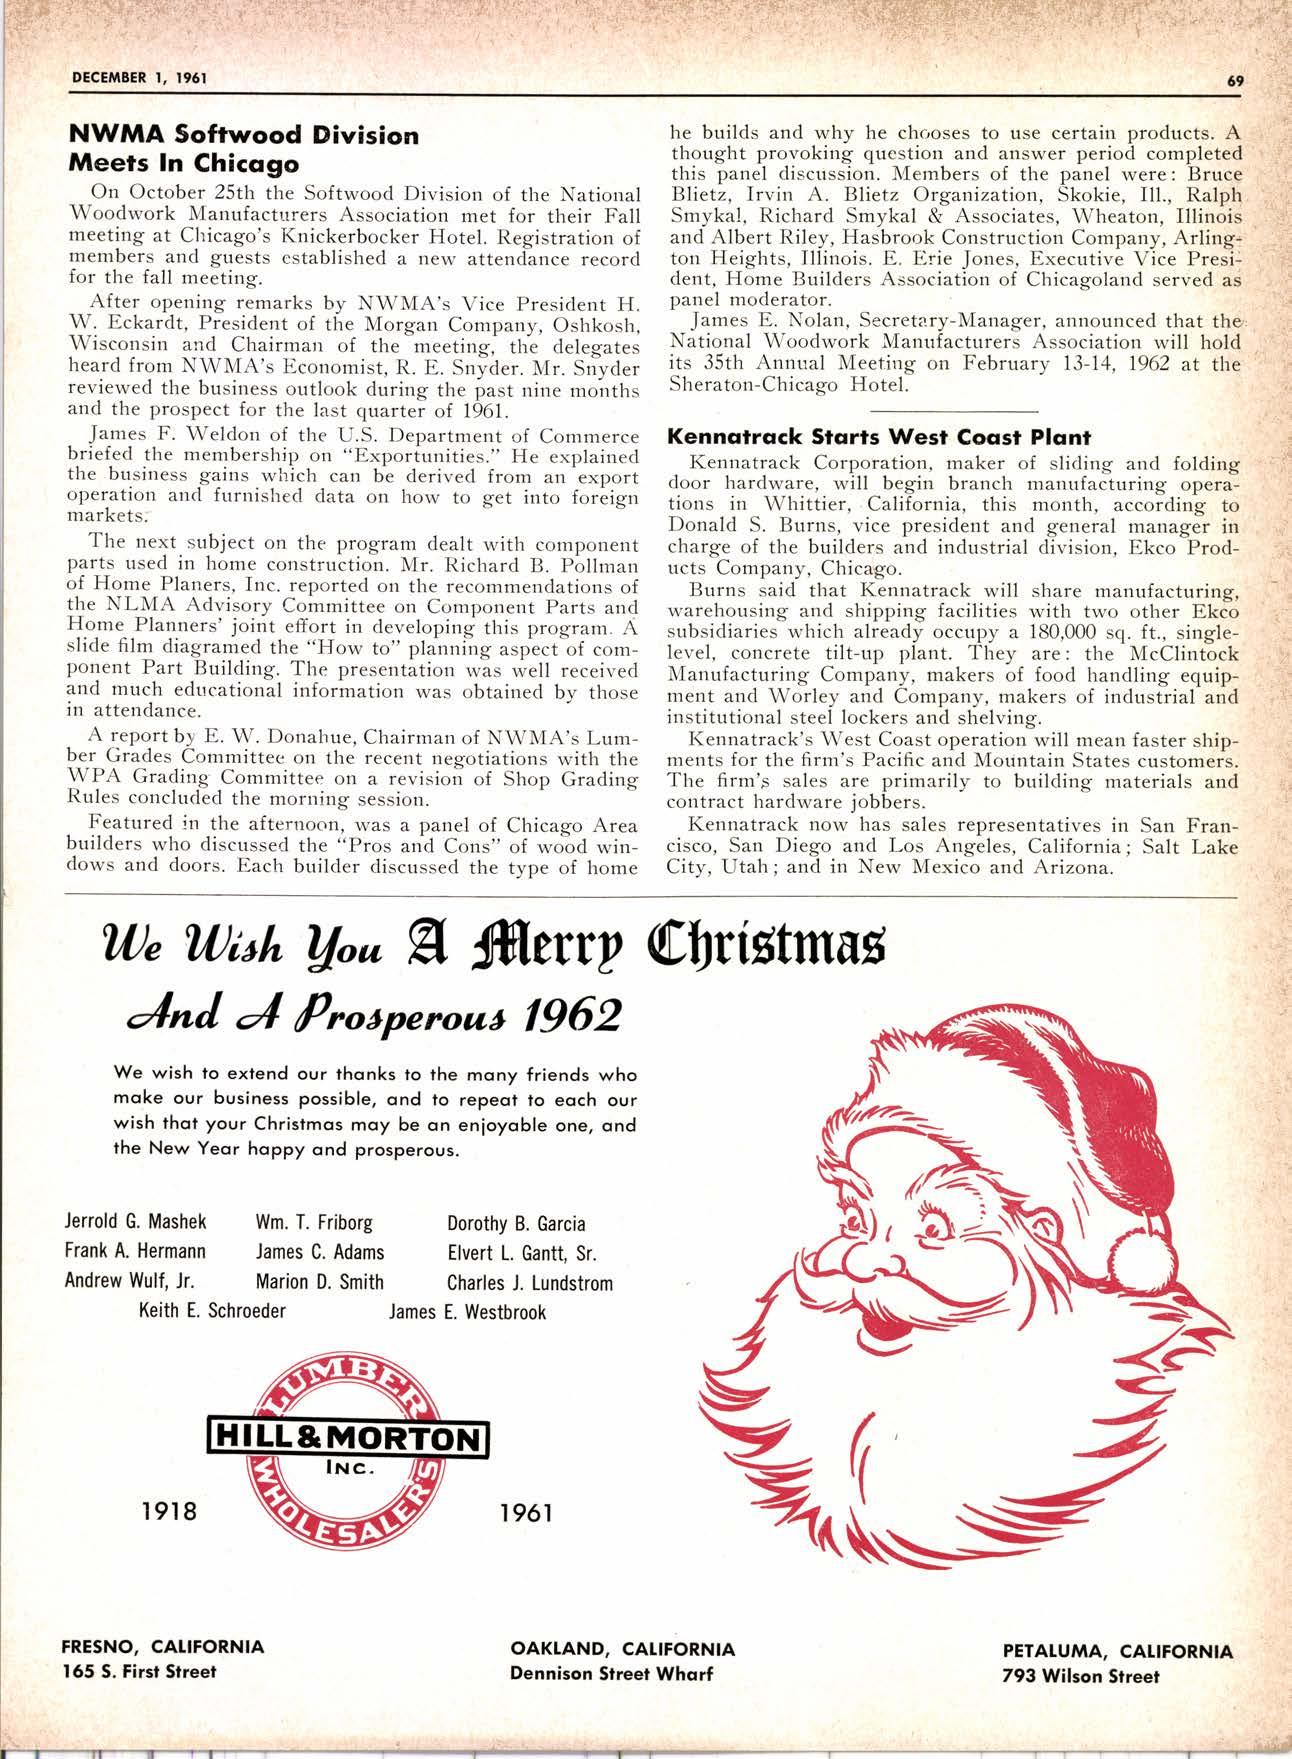 DECEMBER 1, 1961
69
NWMA Softwood Division
Meets In Chicago
On October 25th the Softwood Division of the National
Woodwork Manufacturers Association met for their Fall
meeting at Chicago's Knickerbocker Hotel. Registration of
members and guests established a new attendance record
for the fall meeting.
After opening remarks by NWMA's Vice President H.
W. Eckardt, President of the Morgan Company, Oshkosh,
Wisconsin and Chairman of the meeting, the delegates
heard from NWMA's Economist, R. E. Snyder. Mr. Snyder
reviewed the business outlook during the past nine months
and the prospect for the last quarter of 1961.
James F. Weldon of the U.S. Department of Commerce
briefed the membership on "Exportunities." He explained
the business gains which can be derived from an export
operation and furnished data on how to get into foreign
markets.
The next subject on the program dealt with component
parts used in home construction. Mr. Richard B. Pollman
of Home Planers, Inc. reported on the recommendations of
the NLMA Advisory Committee on Component Parts and
Home Planners' joint effort in developing this program. A
slide film diagramed the "How to" planning aspect of com-
ponent Part Building. The presentation was well received
and much educational information was obtained by those
in attendance.
A report by E. W. Donahue, Chairman of NWMA's Lum-
ber Grades Committee on the recent negotiations with the
WPA Grading Committee on a revision of Shop Grading
Rules concluded the morning session.
Featured in the afternoon, was a panel of Chicago Area
builders who discussed the "Pros and Cons" of wood win-
dows and doors. Each builder discussed the type of home
he builds and why he chooses to use certain products. A
thought provoking question and answer period completed
this panel discussion. Members of the panel were: Bruce
Blietz, Irvin A. Blietz Organization, Skokie, Ill., Ralph
Smykal, Richard Smykal & Associates, Wheaton, Illinois
and Albert Riley, Hasbrook Construction Company, Arling-
ton Heights, Illinois. E. Erie Jones, Executive Vice Presi-
dent, Home Builders Association of Chicagoland served as
panel moderator.
James E. Nolan, Secretary-Manager, announced that the
National Woodwork Manufacturers Association will hold
its 35th Annual Meeting on February 13-14, 1962 at the
Sheraton-Chicago Hotel.
Kennatrack Starts West Coast Plant
Kennatrack Corporation, maker of sliding and folding
door hardware, will begin branch manufacturing opera-
tions in Whittier, California, this month, according to
Donald S. Burns, vice president and general manager in
charge of the builders and industrial division, Ekco Prod-
ucts Company, Chicago.
Burns said that Kennatrack will share manufacturing,
warehousing and shipping facilities with two other Ekco
subsidiaries which already occupy a 180,000 sq. ft., single-
level, concrete tilt-up plant. They are: the McClintock
Manufacturing Company, makers of food handling equip-
ment and Worley and Company, makers of industrial and
institutional steel lockers and shelving.
Kennatrack's West Coast operation will mean faster ship-
ments for the firm's Pacific and Mountain States customers.
The firm's sales are primarily to building materials and
contract hardware jobbers.
Kennatrack now has sales representatives in San Fran-
cisco, San Diego and Los Angeles, California; Salt Lake
City, Utah; and in New Mexico and Arizona.
We Wish You A Merry Christmas
And A Prosperous 1962
We wish to extend our thanks to the many friends who
make our business possible, and to repeat to each our
wish that your Christmas may be an enjoyable one, and
the New Year happy and prosperous.
Jerrold G. Mashek Wm. T. Friborg Dorothy B. Garcia
Frank A. Hermann James C. Adams Elvert L. Gantt, Sr.
Andrew Wulf, Jr. Marion D. Smith Charles J. Lundstrom
Keith E. Schroeder James E. Westbrook
LUMBER
HILL & MORTON
INC.
WHOLESALER'S
1918 1961
FRESNO, CALIFORNIA
165 S. First Street
OAKLAND, CALIFORNIA
Dennison Street Wharf
PETALUMA, CALIFORNIA
793 Wilson Street